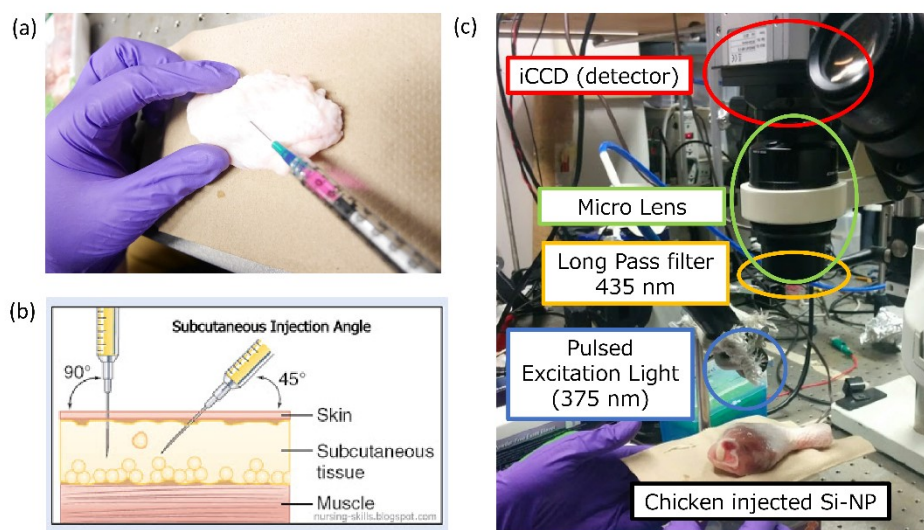 (a)
(b)
Subcutaneous Injection Angle
90°
45°
Skin
Subcutaneous
tissue
Muscle
nursing-skills.blogspot.com
(c)
iCCD (detector)
Micro Lens
Long Pass filter
435 nm
Pulsed
Excitation Light
(375 nm)
Chicken injected Si-NP